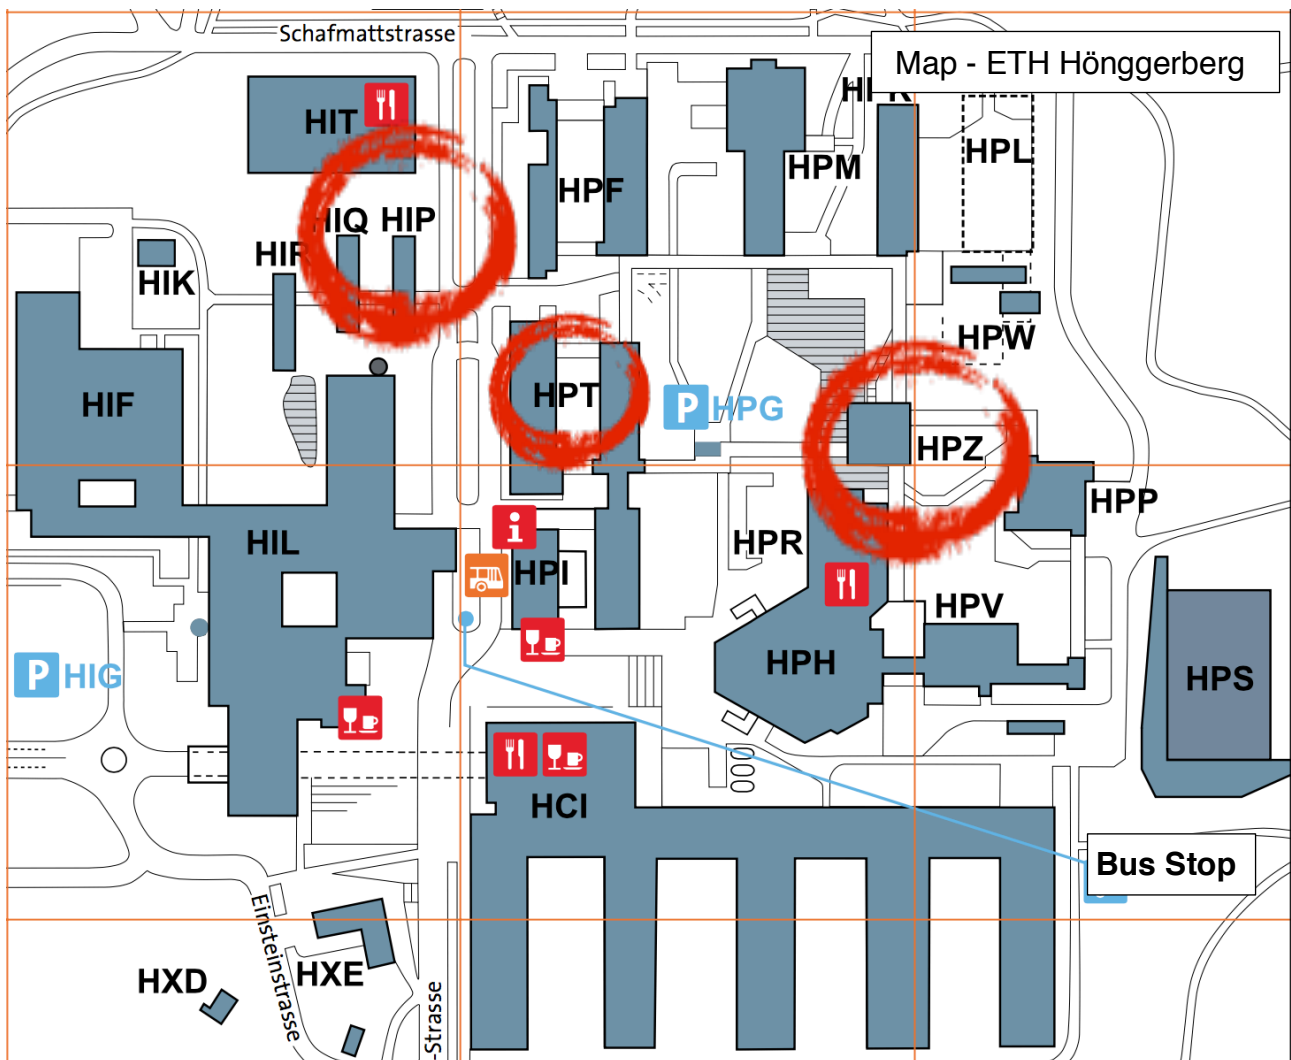 Schafmattstrasse
Map - ETH Hönggerberg
HIT
HPF
HPM
HPL
HIQ
HIP
HIR
HIK
HPW
HIF
HPT
P HPG
HPZ
HPP
HIL
HPR
i
HPI
HPV
P HIG
HPH
HPS
HCI
Bus Stop
Einsteinstrasse
HXD
HXE
-Strasse